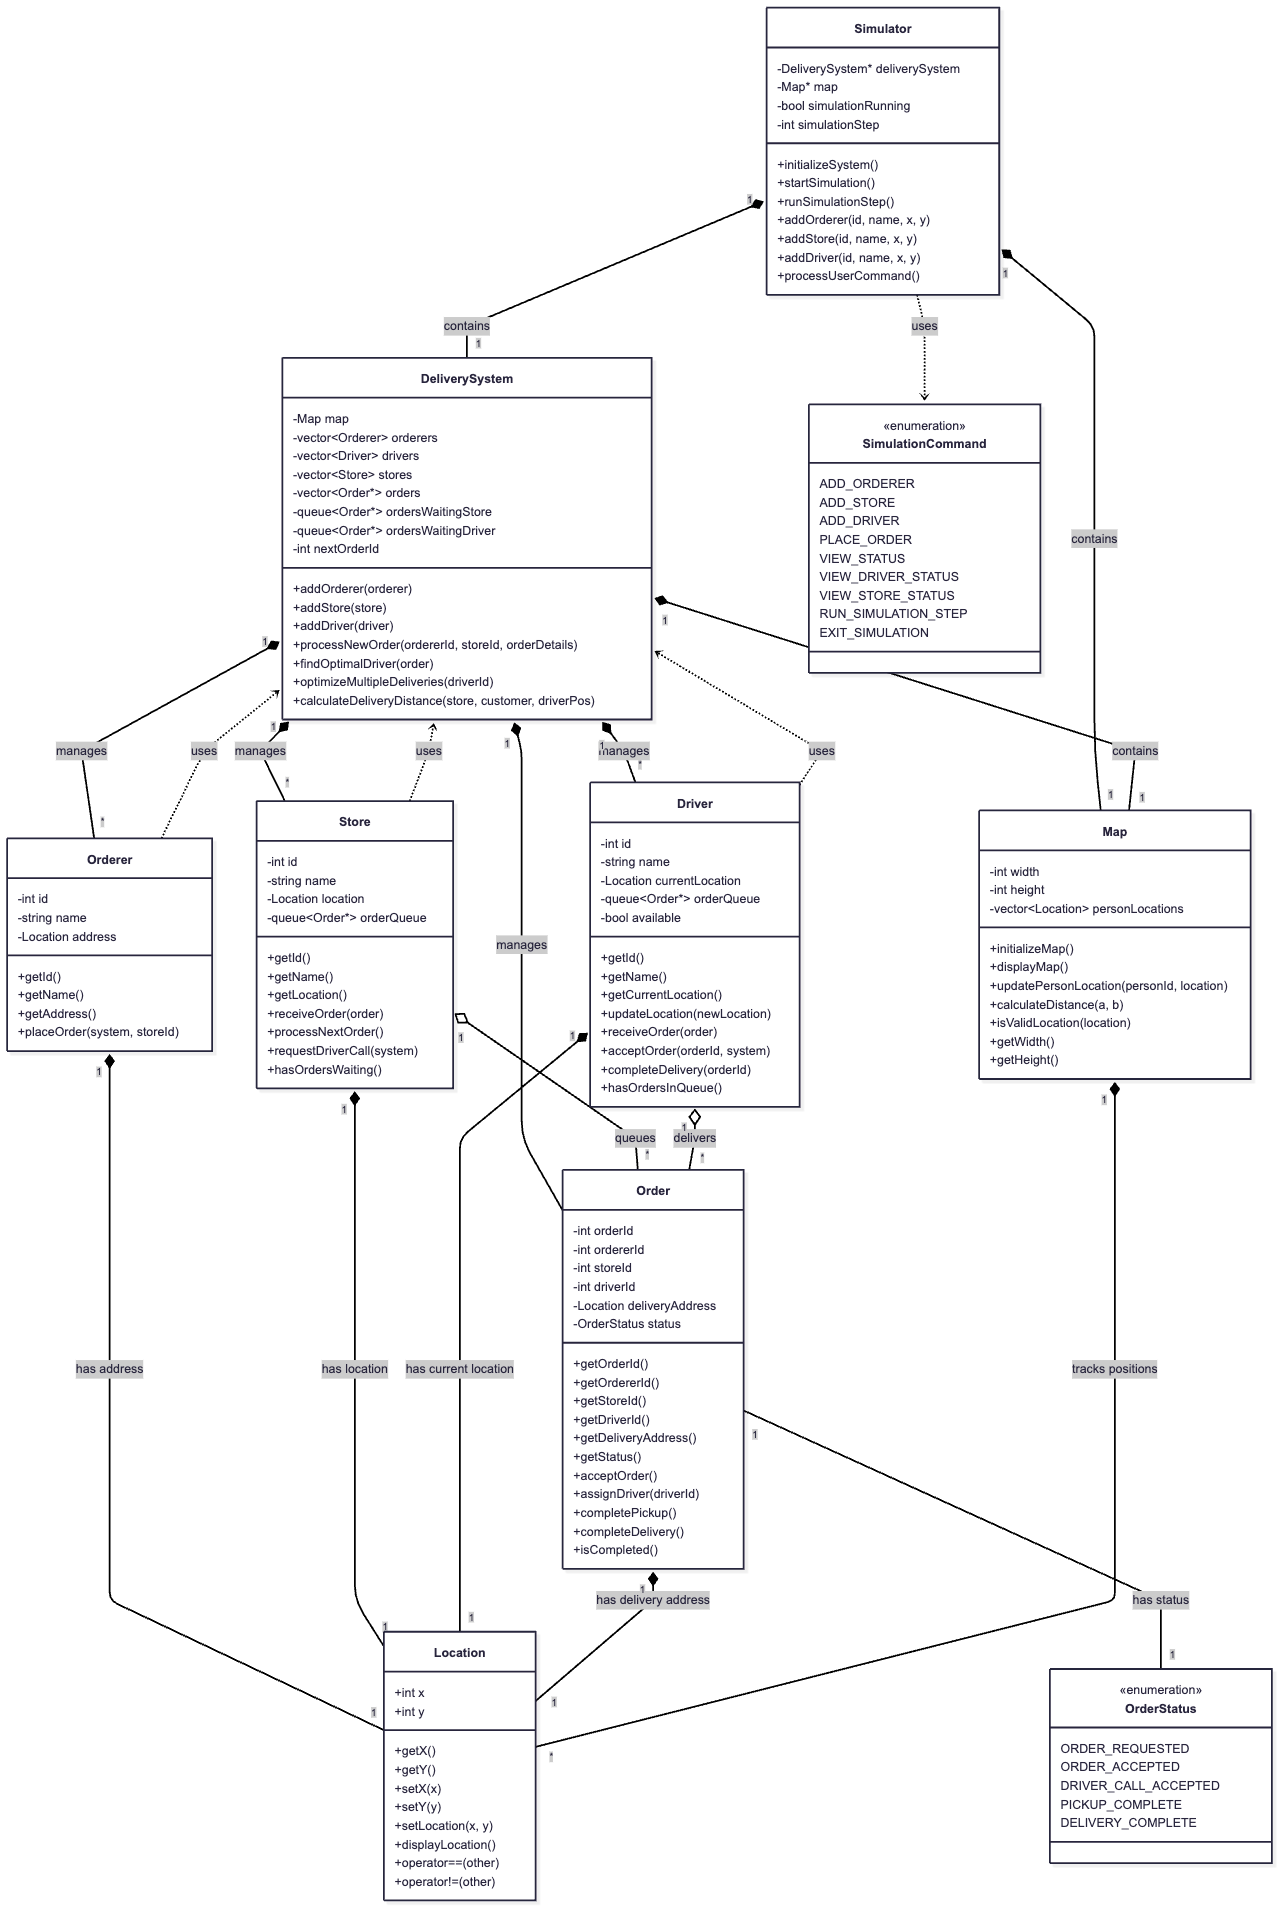 Simulator
-DeliverySystem* deliverySystem
-Map* map
-bool simulationRunning
-int simulationStep
+initializeSystem()
+startSimulation()
+runSimulationStep()
+addOrderer(id, name, x, y)
+addStore(id, name, x, y)
+addDriver(id, name, x, y)
+processUserCommand()
1
1
contains
1
uses
DeliverySystem
-Map map
-vector<Orderer> orderers
-vector<Driver> drivers
-vector<Store> stores
-vector<Order*> orders
-queue<Order*> ordersWaitingStore
-queue<Order*> ordersWaitingDriver
-int nextOrderId
+addOrderer(orderer)
+addStore(store)
+addDriver(driver)
+processNewOrder(ordererId, storeId, orderDetails)
+findOptimalDriver(order)
+optimizeMultipleDeliveries(driverId)
+calculateDeliveryDistance(store, customer, driverPos)
«enumeration»
SimulationCommand
ADD_ORDERER
ADD_STORE
ADD_DRIVER
PLACE_ORDER
VIEW_STATUS
VIEW_DRIVER_STATUS
VIEW_STORE_STATUS
RUN_SIMULATION_STEP
EXIT_SIMULATION
contains
1
1
1
1
1
manages
uses
manages
uses
manages
uses
contains
*
*
*
1
1
manages
Orderer
-int id
-string name
-Location address
+getId()
+getName()
+getAddress()
+placeOrder(system, storeId)
Store
-int id
-string name
-Location location
-queue<Order*> orderQueue
+getId()
+getName()
+getLocation()
+receiveOrder(order)
+processNextOrder()
+requestDriverCall(system)
+hasOrdersWaiting()
Driver
-int id
-string name
-Location currentLocation
-queue<Order*> orderQueue
-bool available
+getId()
+getName()
+getCurrentLocation()
+updateLocation(newLocation)
+receiveOrder(order)
+acceptOrder(orderId, system)
+completeDelivery(orderId)
+hasOrdersInQueue()
Map
-int width
-int height
-vector<Location> personLocations
+initializeMap()
+displayMap()
+updatePersonLocation(personId, location)
+calculateDistance(a, b)
+isValidLocation(location)
+getWidth()
+getHeight()
1
1
1
1
1
1
queues
delivers
*
*
Order
-int orderId
-int ordererId
-int storeId
-int driverId
-Location deliveryAddress
-OrderStatus status
+getOrderId()
+getOrdererId()
+getStoreId()
+getDriverId()
+getDeliveryAddress()
+getStatus()
+acceptOrder()
+assignDriver(driverId)
+completePickup()
+completeDelivery()
+isCompleted()
has address
has location
has current location
tracks positions
1
1
has delivery address
has status
1
1
1
1
1
1
*
Location
+int x
+int y
+getX()
+getY()
+setX(x)
+setY(y)
+setLocation(x, y)
+displayLocation()
+operator==(other)
+operator!=(other)
«enumeration»
OrderStatus
ORDER_REQUESTED
ORDER_ACCEPTED
DRIVER_CALL_ACCEPTED
PICKUP_COMPLETE
DELIVERY_COMPLETE